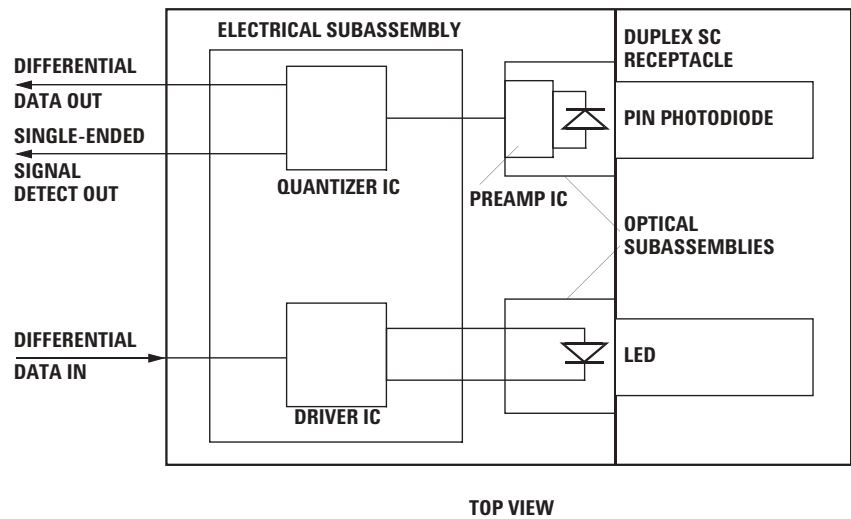 ELECTRICAL SUBASSEMBLY
DUPLEX SC
RECEPTACLE
DIFFERENTIAL
DATA OUT
SINGLE-ENDED
SIGNAL
DETECT OUT
QUANTIZER IC
PREAMP IC
PIN PHOTODIODE
OPTICAL
SUBASSEMBLIES
DIFFERENTIAL
DATA IN
DRIVER IC
LED
TOP VIEW